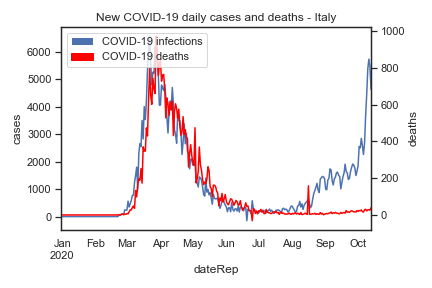 New COVID-19 daily cases and deaths - Italy
COVID-19 infections
COVID-19 deaths
cases
6000
5000
4000
3000
2000
1000
0
1000
800
600
400
200
0
deaths
Jan Feb Mar Apr May Jun Jul Aug Sep Oct
2020
dateRep